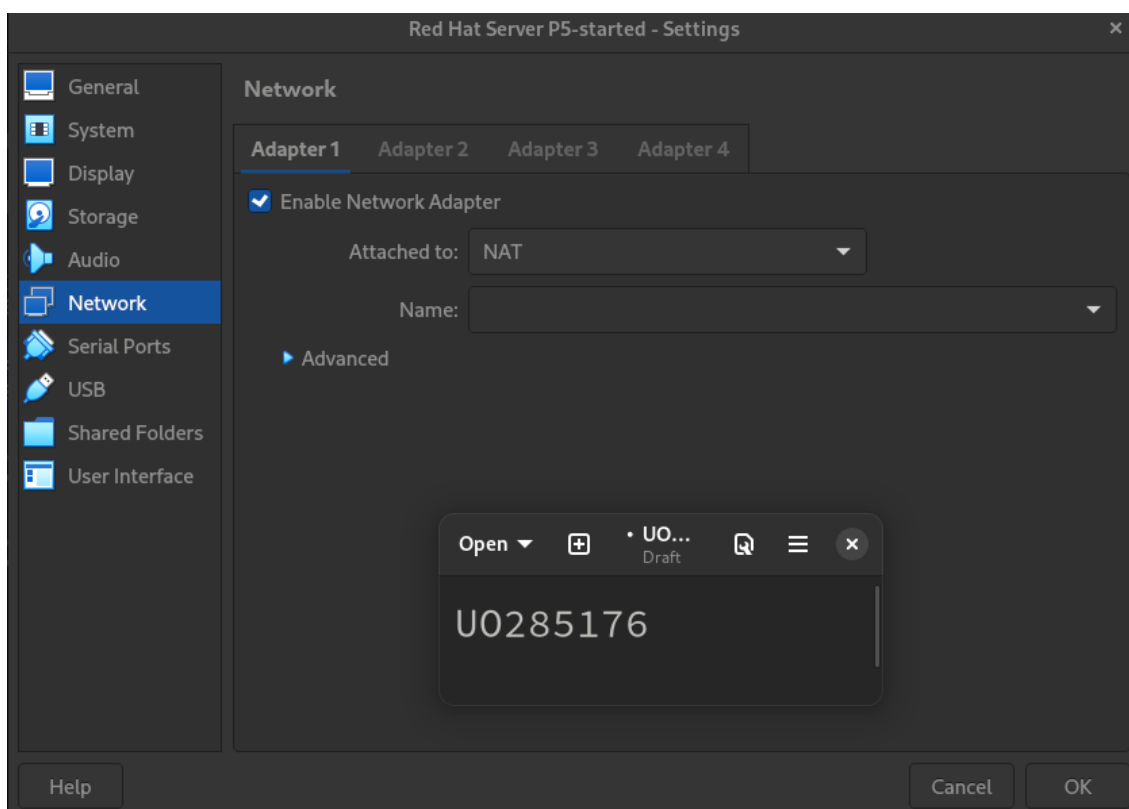 Red Hat Server P5-started - Settings
General
System
Display
Storage
Audio
Network
Serial Ports
USB
Shared Folders
User Interface
Network
Adapter 1 Adapter 2 Adapter 3 Adapter 4
Enable Network Adapter
Attached to: NAT
Name:
Advanced
Open • UO...
Draft
UO285176
Help Cancel OK